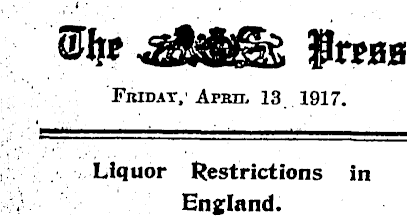 The Press
FRIDAY, APRIL 13 1917.
Liquor Restrictions in
England.